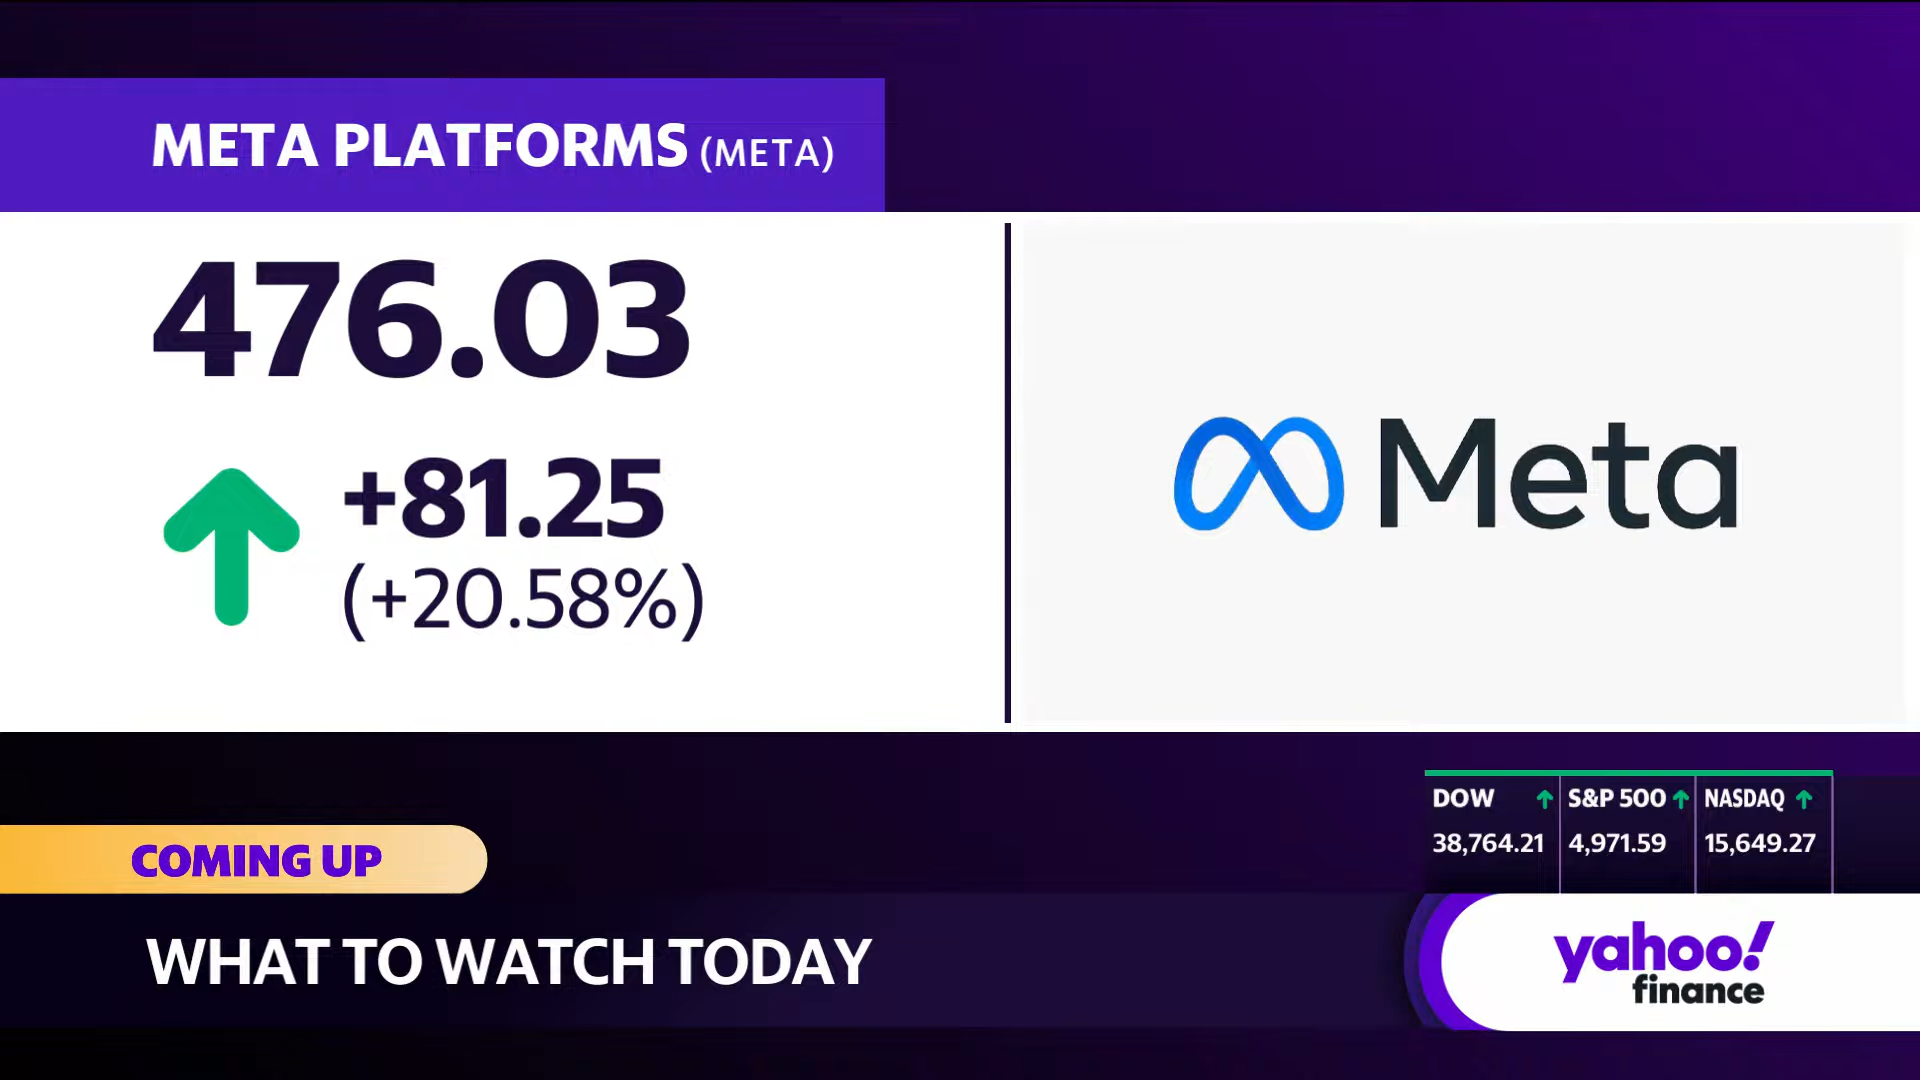 META PLATFORMS (META)
476.03
+81.25
(+20.58%)
Meta
DOW S&P 500 NASDAQ
38,764.21 4,971.59 15,649.27
COMING UP
WHAT TO WATCH TODAY
yahoo!
finance